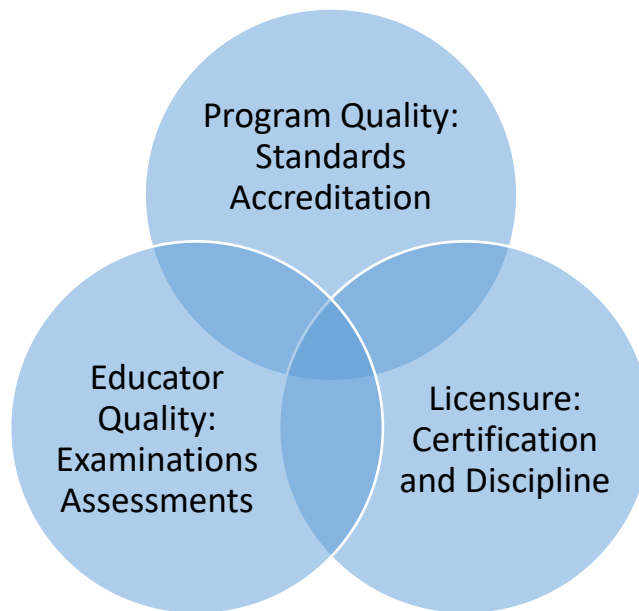 Program Quality:
Standards
Accreditation
Educator
Quality:
Examinations
Assessments
Licensure:
Certification
and Discipline